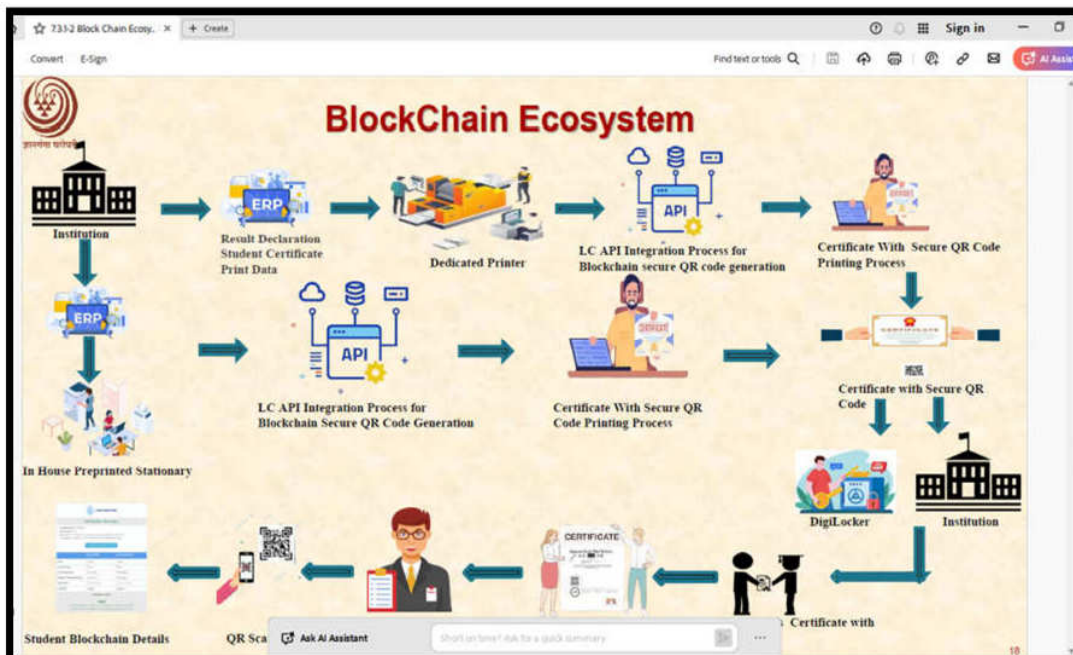 7.3.1-2 Block Chain Ecosy..
+ Create
Sign in
Convert E-Sign
Find text or tools
AI Assist
BlockChain Ecosystem
Institution
ERP
Result Declaration
Student Certificate
Print Data
Dedicated Printer
API
LC API Integration Process for
Blockchain secure QR code generation
CERTIFICATE
Certificate With Secure QR Code
Printing Process
ERP
API
LC API Integration Process for
Blockchain Secure QR Code Generation
CERTIFICATE
Certificate With Secure QR
Code Printing Process
CERTIFICATE
Certificate with Secure QR
Code
In House Preprinted Stationary
DigiLocker
Institution
CERTIFICATE
Student Blockchain Details
QR Sca
Ask AI Assistant
Short on time? Ask for a quick summary
Certificate with
18